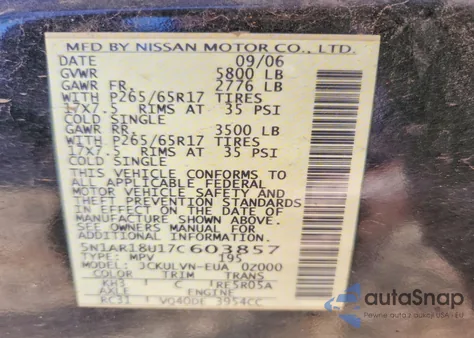 MFD BY NISSAN MOTOR CO., LTD.
DATE 09/06
GVWR 5800 LB
GAWR FR. 2776 LB
WITH P265/65R17 TIRES
17X7.5 RIMS AT 35 PSI
COLD SINGLE
GAWR RR. 3500 LB
WITH P265/65R17 TIRES
17X7.5 RIMS AT 35 PSI
COLD SINGLE
THIS VEHICLE CONFORMS TO
ALL APPLICABLE FEDERAL
MOTOR VEHICLE SAFETY AND
THEFT PREVENTION STANDARDS
IN EFFECT ON THE DATE OF
MANUFACTURE SHOWN ABOVE.
SEE OWNERS MANUAL FOR
ADDITIONAL INFORMATION.
5N1AR18U17C603857
TYPE: MPV 195
MODEL: JCKULVN-EUA 0Z000
COLOR TRIM TRANS
KH3 C RE5R05A
AXLE ENGINE
RC31 VQ40DE 3954CC
autoSnap